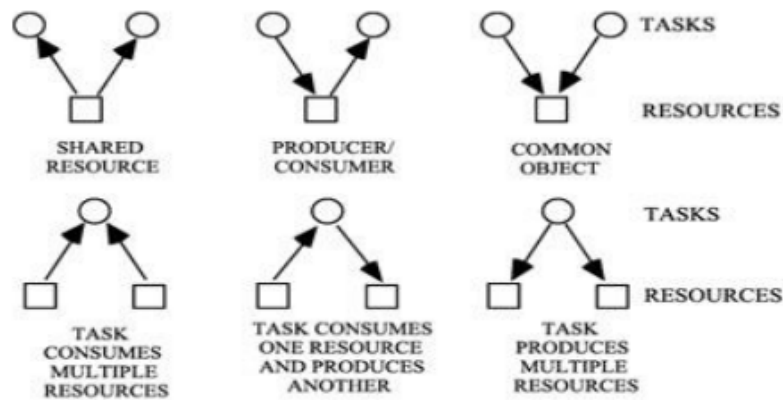 TASKS
RESOURCES
SHARED
RESOURCE
PRODUCER/
CONSUMER
COMMON
OBJECT
TASKS
RESOURCES
TASK
CONSUMES
MULTIPLE
RESOURCES
TASK CONSUMES
ONE RESOURCE
AND PRODUCES
ANOTHER
TASK
PRODUCES
MULTIPLE
RESOURCES